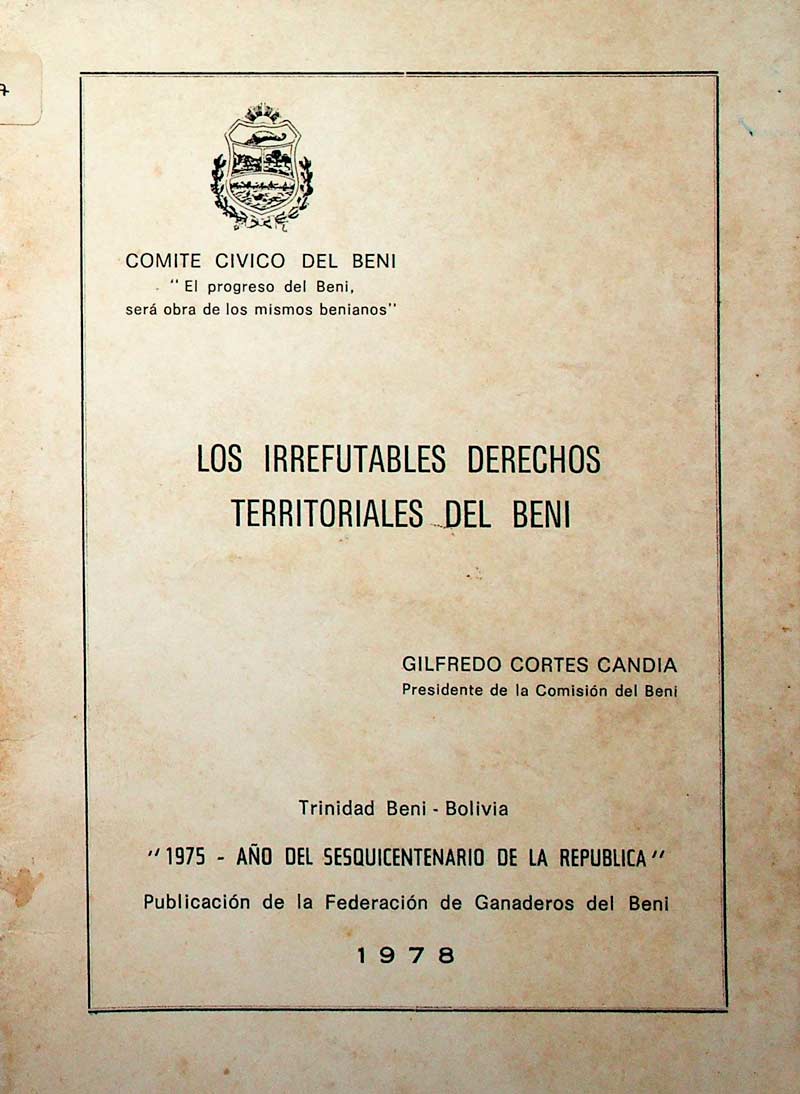 COMITE CIVICO DEL BENI
"El progreso del Beni,
será obra de los mismos benianos"
LOS IRREFUTABLES DERECHOS
TERRITORIALES DEL BENI
GILFREDO CORTES CANDIA
Presidente de la Comisión del Beni
Trinidad Beni - Bolivia
"1975 - AÑO DEL SESQUICENTENARIO DE LA REPUBLICA"
Publicación de la Federación de Ganaderos del Beni
1978